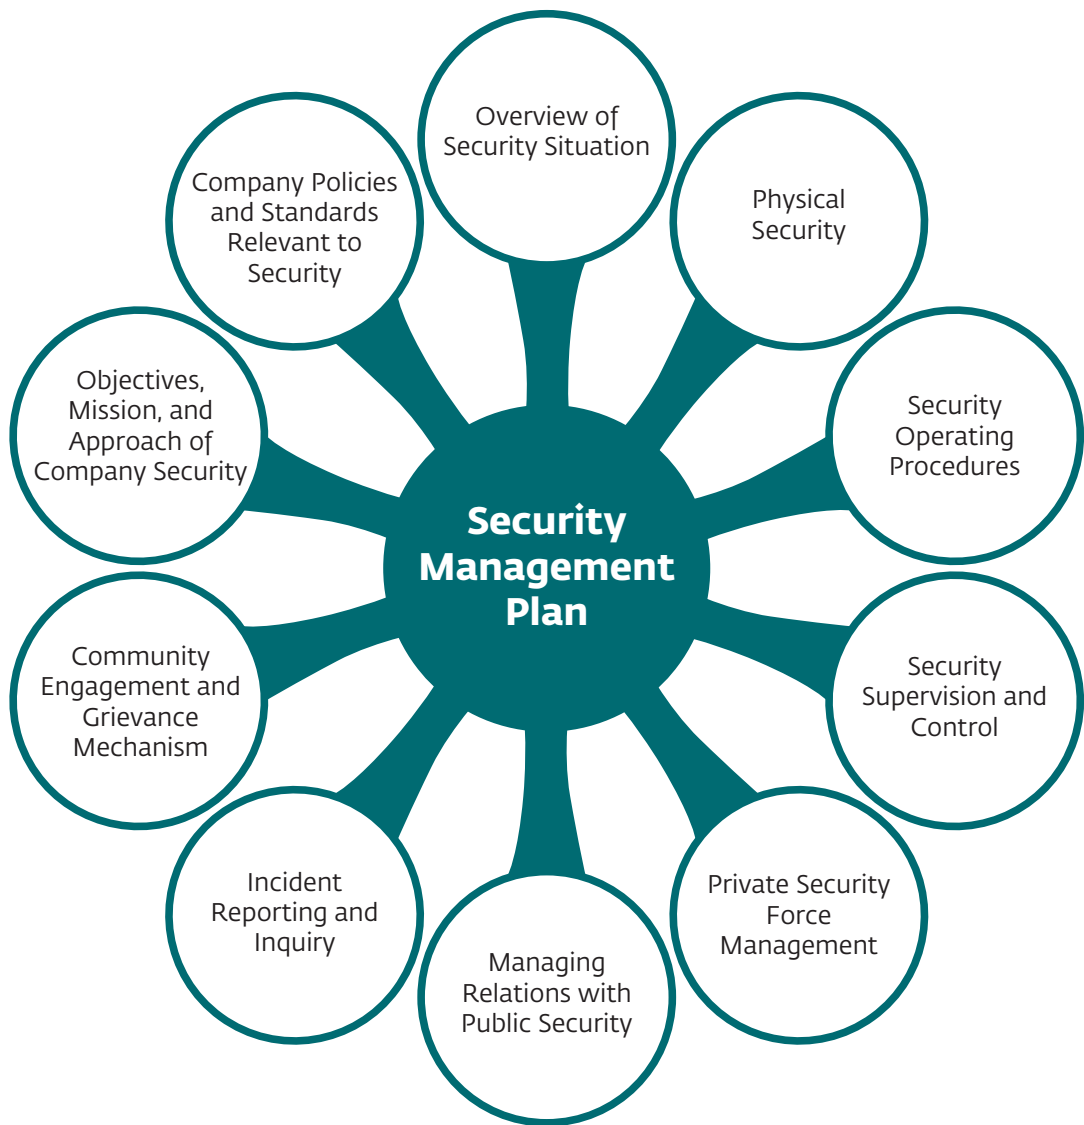 Overview of
Security Situation
Physical
Security
Security
Operating
Procedures
Security
Supervision and
Control
Private Security
Force
Management
Managing
Relations with
Public Security
Incident
Reporting and
Inquiry
Community
Engagement and
Grievance
Mechanism
Objectives,
Mission, and
Approach of
Company Security
Company Policies
and Standards
Relevant to
Security
Security
Management
Plan